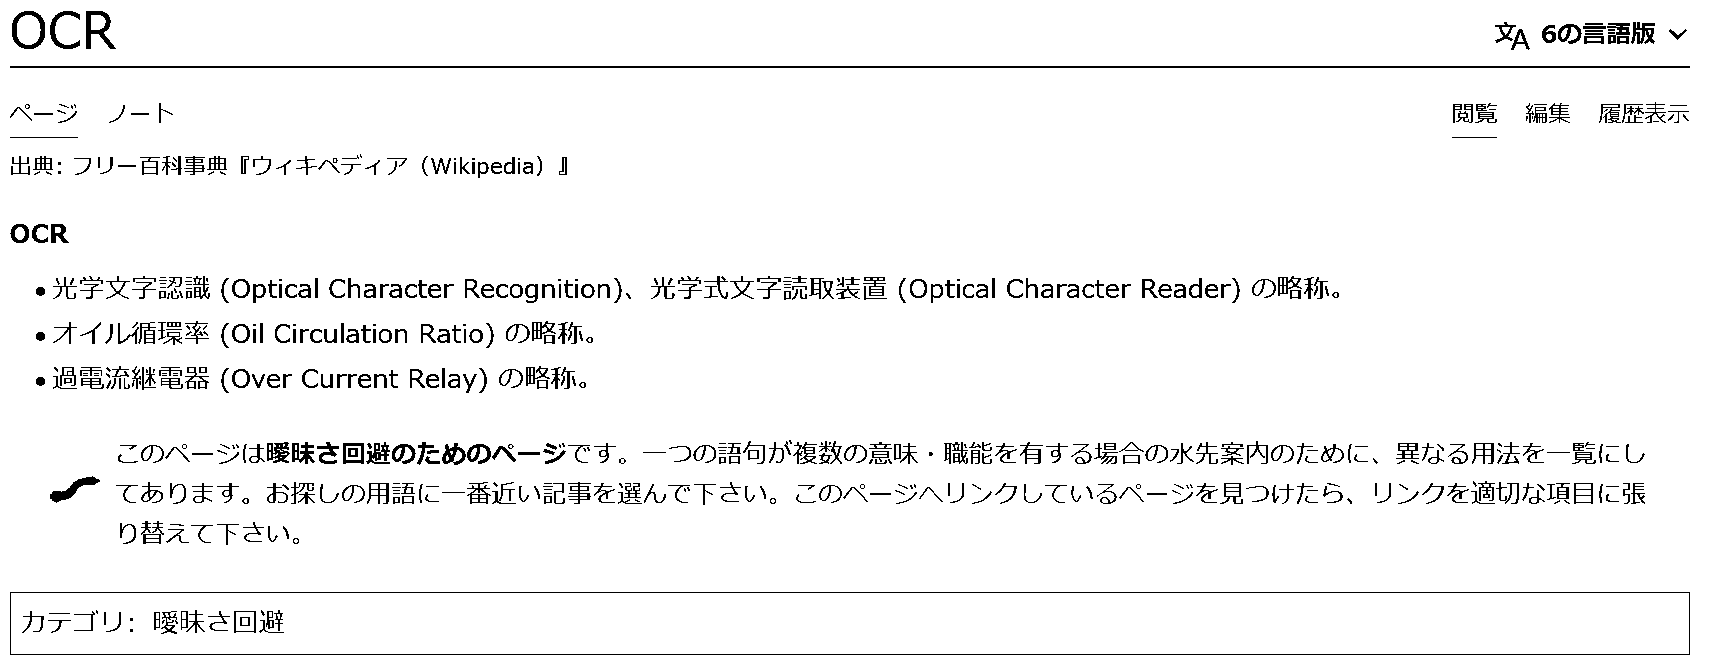 OCR
6の言語版
ページ ノート 閲覧 編集 履歴表示
出典: フリー百科事典『ウィキペディア（Wikipedia）』
OCR
• 光学文字認識 (Optical Character Recognition)、光学式文字読取装置 (Optical Character Reader) の略称。
• オイル循環率 (Oil Circulation Ratio) の略称。
• 過電流継電器 (Over Current Relay) の略称。
このページは曖昧さ回避のためのページです。一つの語句が複数の意味・職能を有する場合の水先案内のために、異なる用法を一覧にし
てあります。お探しの用語に一番近い記事を選んで下さい。このページへリンクしているページを見つけたら、リンクを適切な項目に張
り替えて下さい。
カテゴリ: 曖昧さ回避